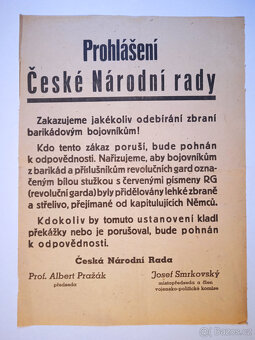 Prohlášení
České Národní rady
Zakazujeme jakékoliv odebírání zbraní
barikádovým bojovníkům!
Kdo tento zákaz poruší, bude pohnán
k odpovědnosti. Nařizujeme, aby bojovníkům
z barikád a příslušníkům revolučních gard ozna-
čeným bílou stužkou s červenými písmeny RG
(revoluční garda) byly přidělovány lehké zbraně
a střelivo, přejímané od kapitulujících Němců.
Kdokoliv by tomuto ustanovení kladl
překážky nebo je porušoval, bude pohnán
k odpovědnosti.
Česká Národní Rada
Prof. Albert Pražák
předseda
Josef Smrkovský
místopředseda a člen
vojensko-politické komise
bazos.cz